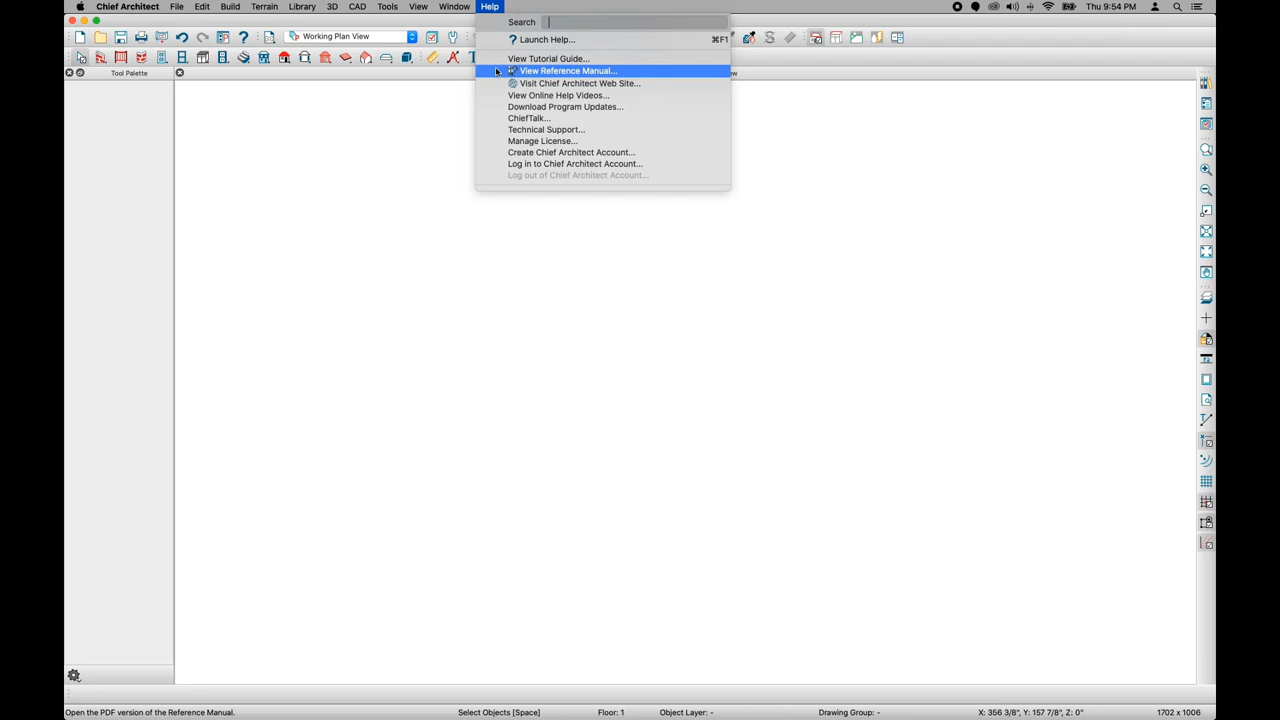 Chief Architect File Edit Build Terrain Library 3D CAD Tools View Window Help Thu 9:54 PM
Search
Working Plan View
Launch Help... ⌘F1
View Tutorial Guide...
Tool Palette
View Reference Manual...
Visit Chief Architect Web Site...
View Online Help Videos...
Download Program Updates...
ChiefTalk...
Technical Support...
Manage License...
Create Chief Architect Account...
Log in to Chief Architect Account...
Log out of Chief Architect Account...
Open the PDF version of the Reference Manual. Select Objects [Space] Floor: 1 Object Layer: - Drawing Group: - X: 356 3/8", Y: 157 7/8", Z: 0" 1702 x 1006